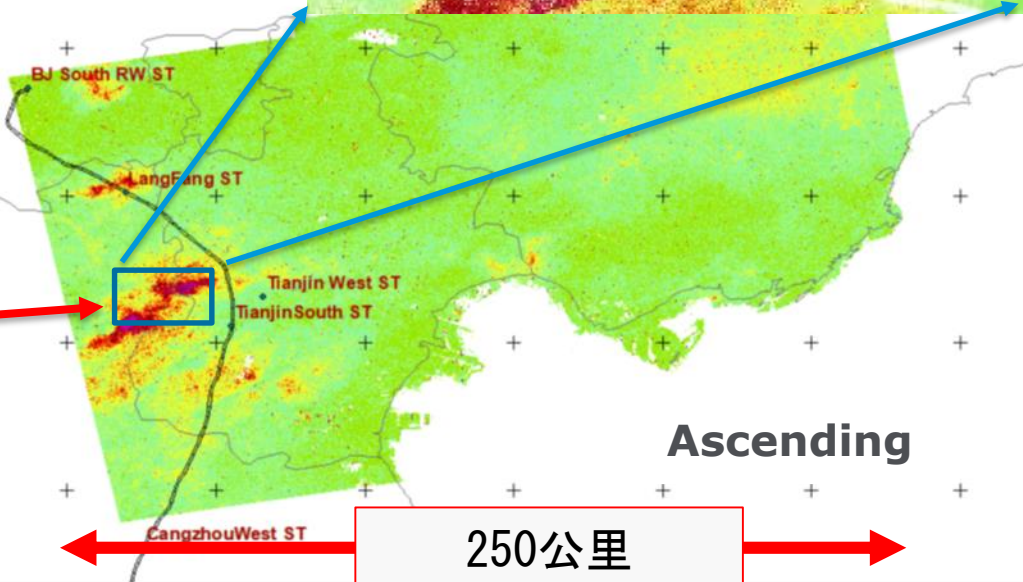 BJ South RW ST
LangFang ST
Tianjin West ST
TianjinSouth ST
Ascending
CangzhouWest ST
250公里